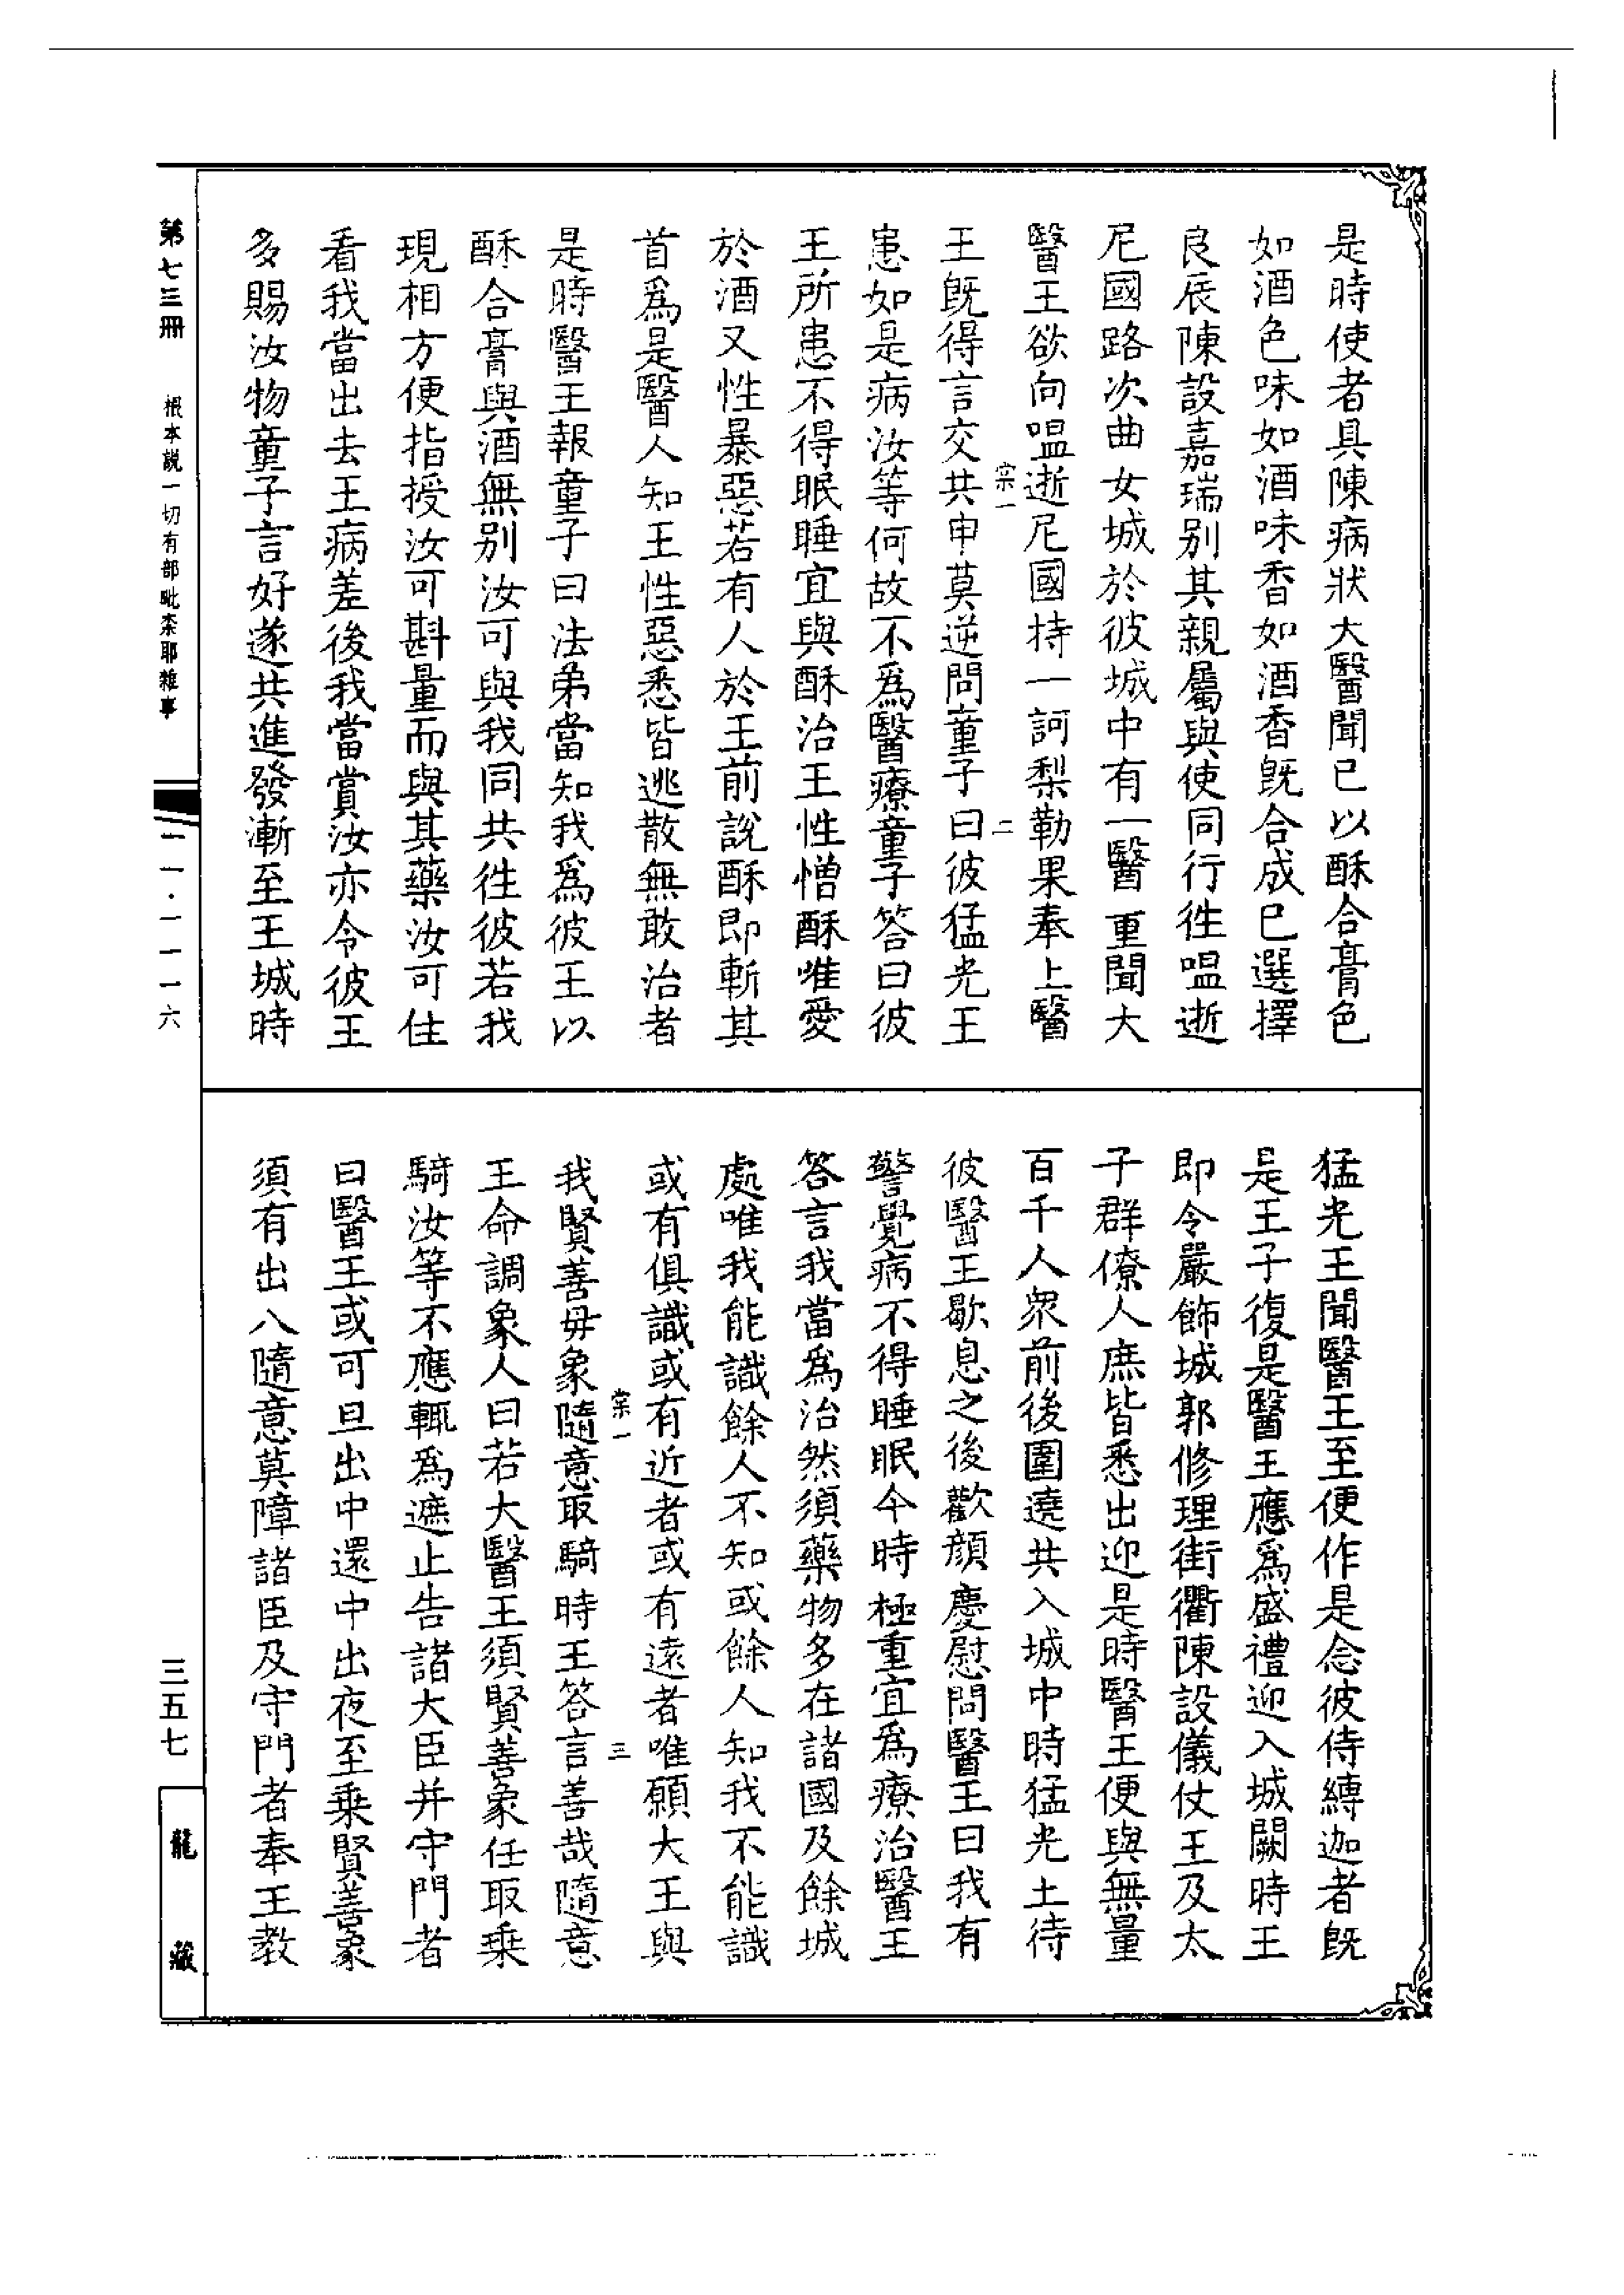 是時使者具陳病狀大醫聞已以酥合膏色
如酒色味如酒味香如酒香旣合成已選擇
良辰陳設嘉瑞別其親屬與使同行徃嗢逝
尼國路次曲女城於彼城中有一醫重聞大
醫王欲向嗢逝尼國持一訶梨勒果奉上醫
宗一 二
王旣得言交共申莫逆問童子曰彼猛光王
患如是病汝等何故不爲醫療童子答曰彼
王所患不得眠睡宜與酥治王性憎酥唯愛
於酒又性暴惡若有人於王前說酥即斬其
首爲是醫人知王性惡悉皆逃散無敢治者
是時醫王報童子曰法弟當知我爲彼王以
酥合膏與酒無別汝可與我同共徃彼若我
現相方便指授汝可斟量而與其藥汝可住
看我當出去王病差後我當賞汝亦令彼王
多賜汝物童子言好遂共進發漸至王城時
猛光王聞醫王至便作是念彼侍縛迦者旣
是王子復是醫王應爲盛禮迎入城闕時王
即令嚴飾城郭修理街衢陳設儀仗王及太
子群僚人庶皆悉出迎是時醫王便與無量
百千人衆前後圍遶共入城中時猛光土待
彼醫王歇息之後歡顏慶慰問醫王曰我有
警覺病不得睡眠今時極重宜爲療治醫王
答言我當爲治然須藥物多在諸國及餘城
處唯我能識餘人不知或餘人知我不能識
或有俱識或有近者或有遠者唯願大王與
宗一 三
我賢善毋象隨意取騎時王答言善哉隨意
王命調象人曰若大醫王須賢善象任取乗
騎汝等不應輒爲遮止告諸大臣并守門者
曰醫王或可旦出中還中出夜至乗賢善象
須有出入隨意莫障諸臣及守門者奉王教
第七三冊 根本說一切有部毗柰耶雜事 一一·一一一六 三五七
龍藏